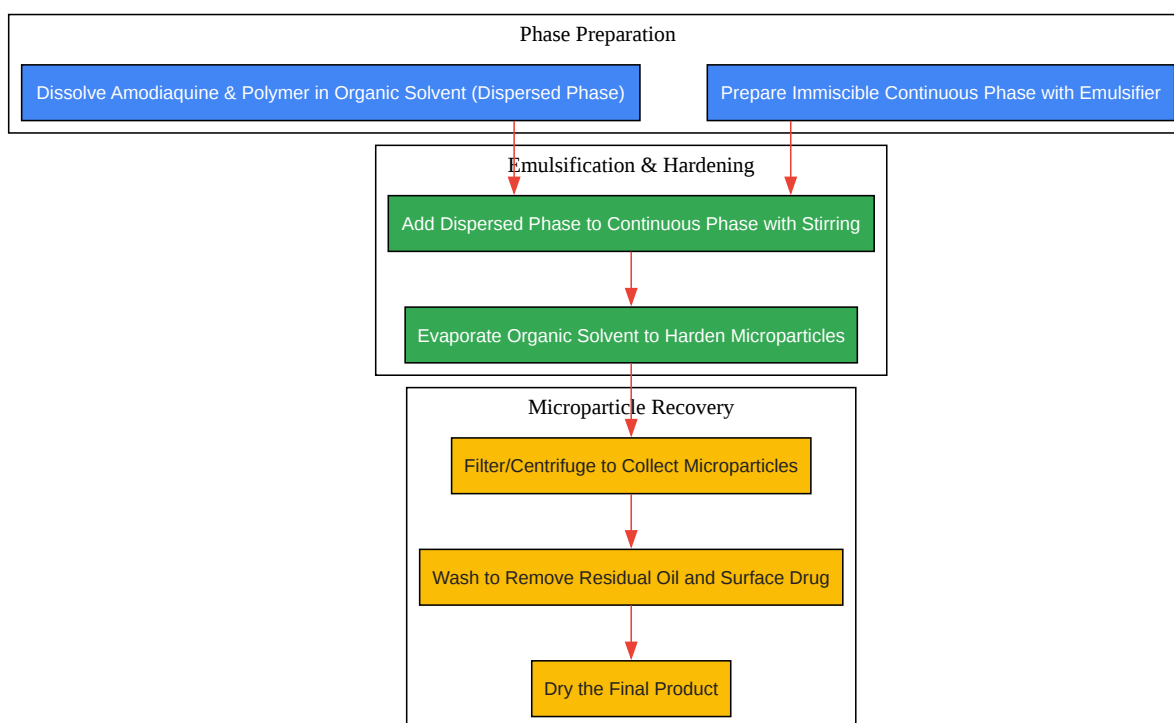 Phase Preparation
Dissolve Amodiaquine & Polymer in Organic Solvent (Dispersed Phase)
Prepare Immiscible Continuous Phase with Emulsifier
Emulsification & Hardening
Add Dispersed Phase to Continuous Phase with Stirring
Evaporate Organic Solvent to Harden Microparticles
Microparticle Recovery
Filter/Centrifuge to Collect Microparticles
Wash to Remove Residual Oil and Surface Drug
Dry the Final Product